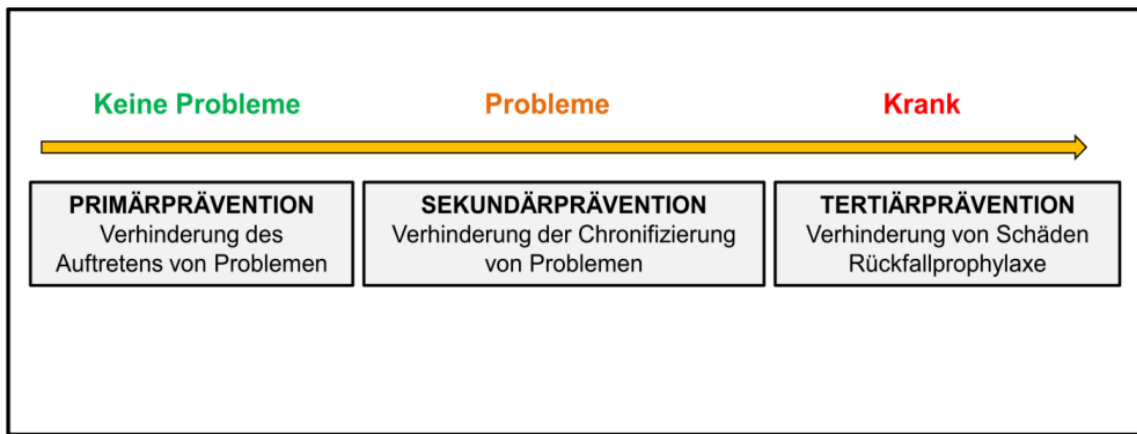 Keine Probleme
Probleme
Krank
PRIMÄRPRÄVENTION
Verhinderung des
Auftretens von Problemen
SEKUNDÄRPRÄVENTION
Verhinderung der Chronifizierung
von Problemen
TERTIÄRPRÄVENTION
Verhinderung von Schäden
Rückfallprophylaxe